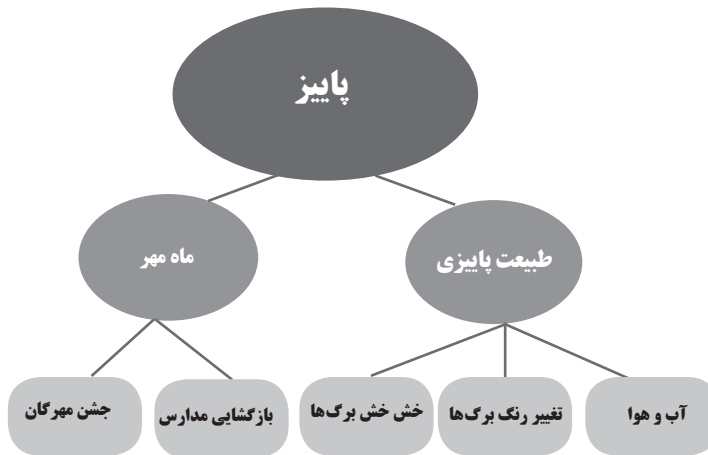 پاییز
طبیعت پاییزی
ماه مهر
آب و هوا
تغییر رنگ برگ‌ها
خش خش برگ‌ها
بازگشایی مدارس
جشن مهرگان